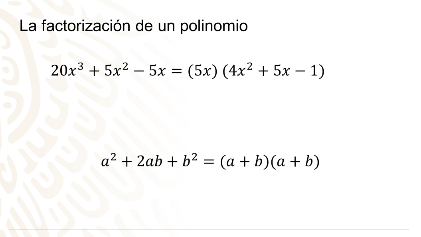 La factorización de un polinomio
20x³ + 5x² − 5x = (5x) (4x² + 5x − 1)
a² + 2ab + b² = (a + b)(a + b)